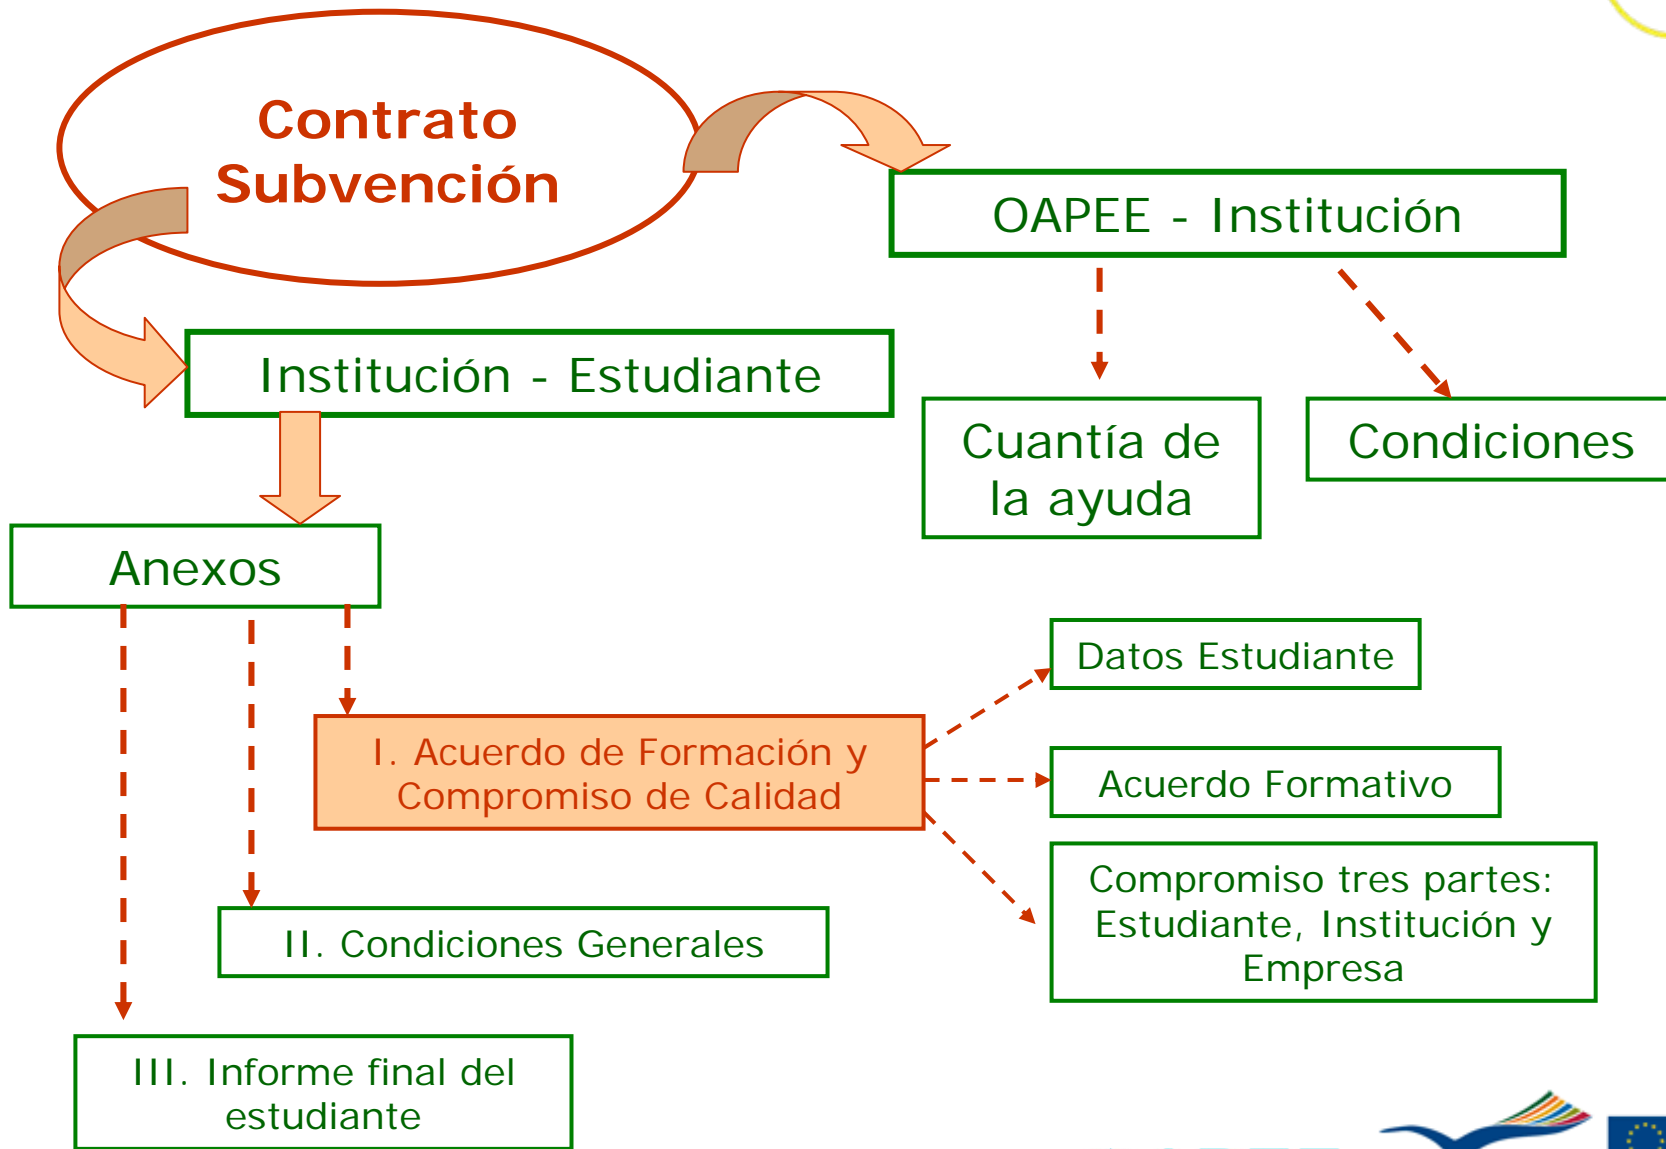 Contrato
Subvención
OAPEE - Institución
Institución - Estudiante
Cuantía de
la ayuda
Condiciones
Anexos
Datos Estudiante
I. Acuerdo de Formación y
Compromiso de Calidad
Acuerdo Formativo
Compromiso tres partes:
Estudiante, Institución y
Empresa
II. Condiciones Generales
III. Informe final del
estudiante